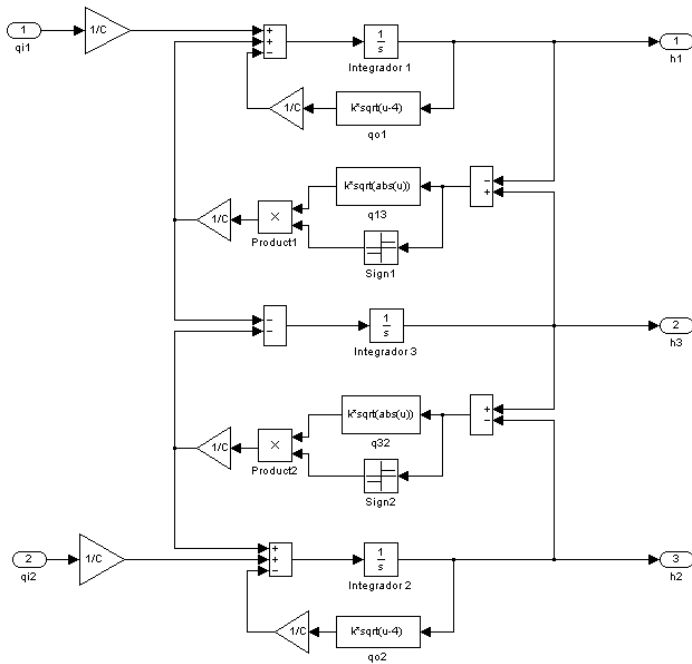 1
qi1
1/C
+
+
−
1
s
Integrador 1
1
h1
1/C
k*sqrt(u-4)
qo1
1/C
×
Product1
k*sqrt(abs(u))
q13
Sign1
−
+
−
−
1
s
Integrador 3
2
h3
1/C
×
Product2
k*sqrt(abs(u))
q32
Sign2
+
−
2
qi2
1/C
+
+
−
1
s
Integrador 2
3
h2
1/C
k*sqrt(u-4)
qo2